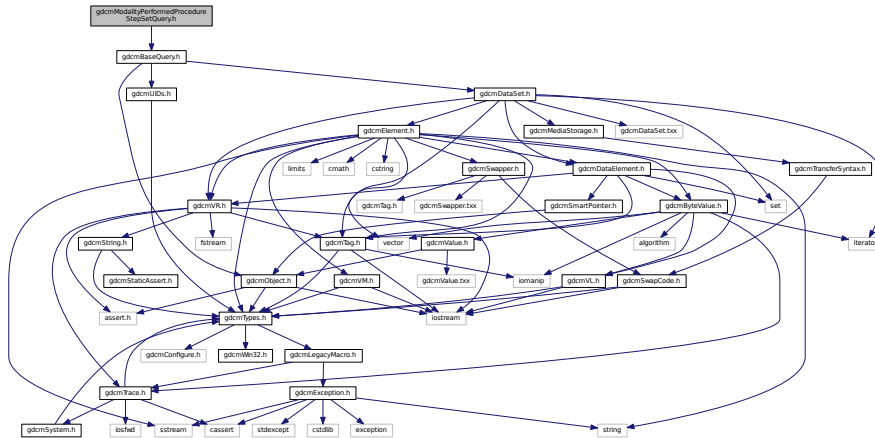 gdcmModalityPerformedProcedure
StepSetQuery.h
gdcmBaseQuery.h
gdcmUIDs.h
gdcmDataSet.h
gdcmElement.h
gdcmMediaStorage.h
gdcmDataSet.txx
limits
cmath
cstring
gdcmSwapper.h
gdcmDataElement.h
gdcmTransferSyntax.h
gdcmVR.h
gdcmTag.h
gdcmSwapper.txx
gdcmSmartPointer.h
gdcmByteValue.h
set
gdcmString.h
fstream
gdcmTag.h
vector
gdcmValue.h
algorithm
iterator
gdcmStaticAssert.h
gdcmObject.h
gdcmVM.h
gdcmValue.txx
iomanip
gdcmVL.h
gdcmSwapCode.h
assert.h
gdcmTypes.h
iostream
gdcmConfigure.h
gdcmWin32.h
gdcmLegacyMacro.h
gdcmTrace.h
gdcmException.h
gdcmSystem.h
iosfwd
sstream
cassert
stdexcept
cstdlib
exception
string